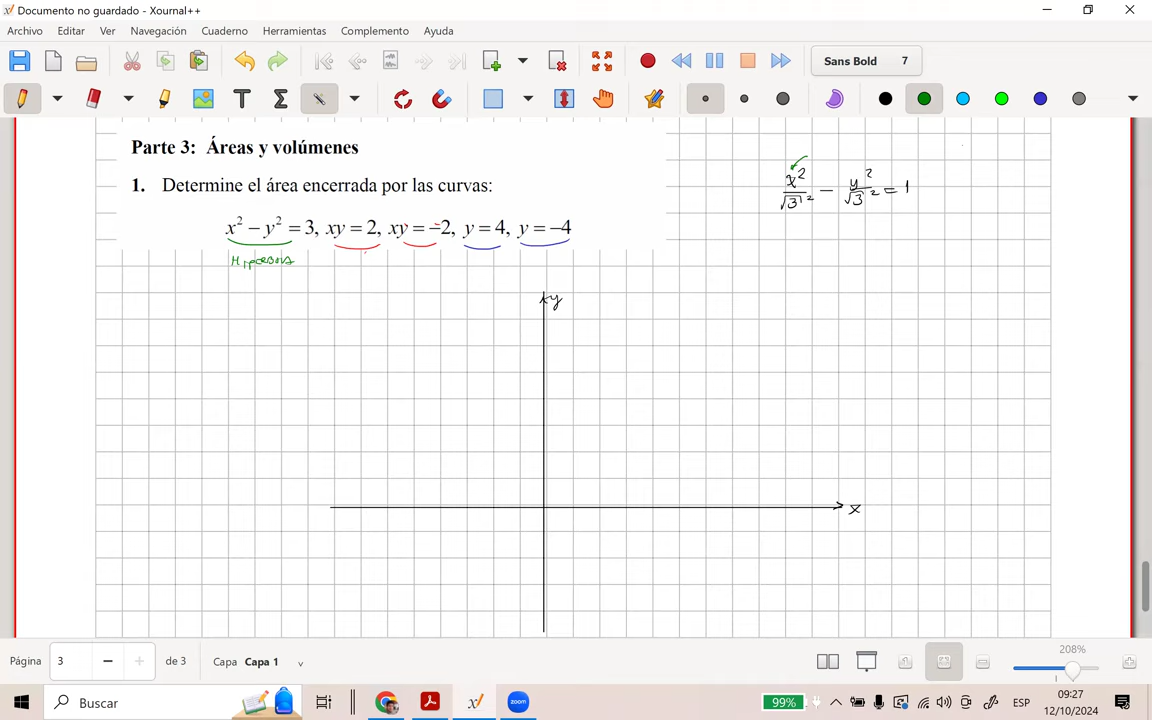 Documento no guardado - Xournal++
Archivo Editar Ver Navegación Cuaderno Herramientas Complemento Ayuda
Sans Bold 7
Parte 3: Áreas y volúmenes
1. Determine el área encerrada por las curvas:
x² − y² = 3, xy = 2, xy = −2, y = 4, y = −4
Hiperbola
x²/√3² − y²/√3² = 1
y
x
Página 3 de 3 Capa Capa 1 208%
Buscar 99% ESP 09:27
12/10/2024
zoom